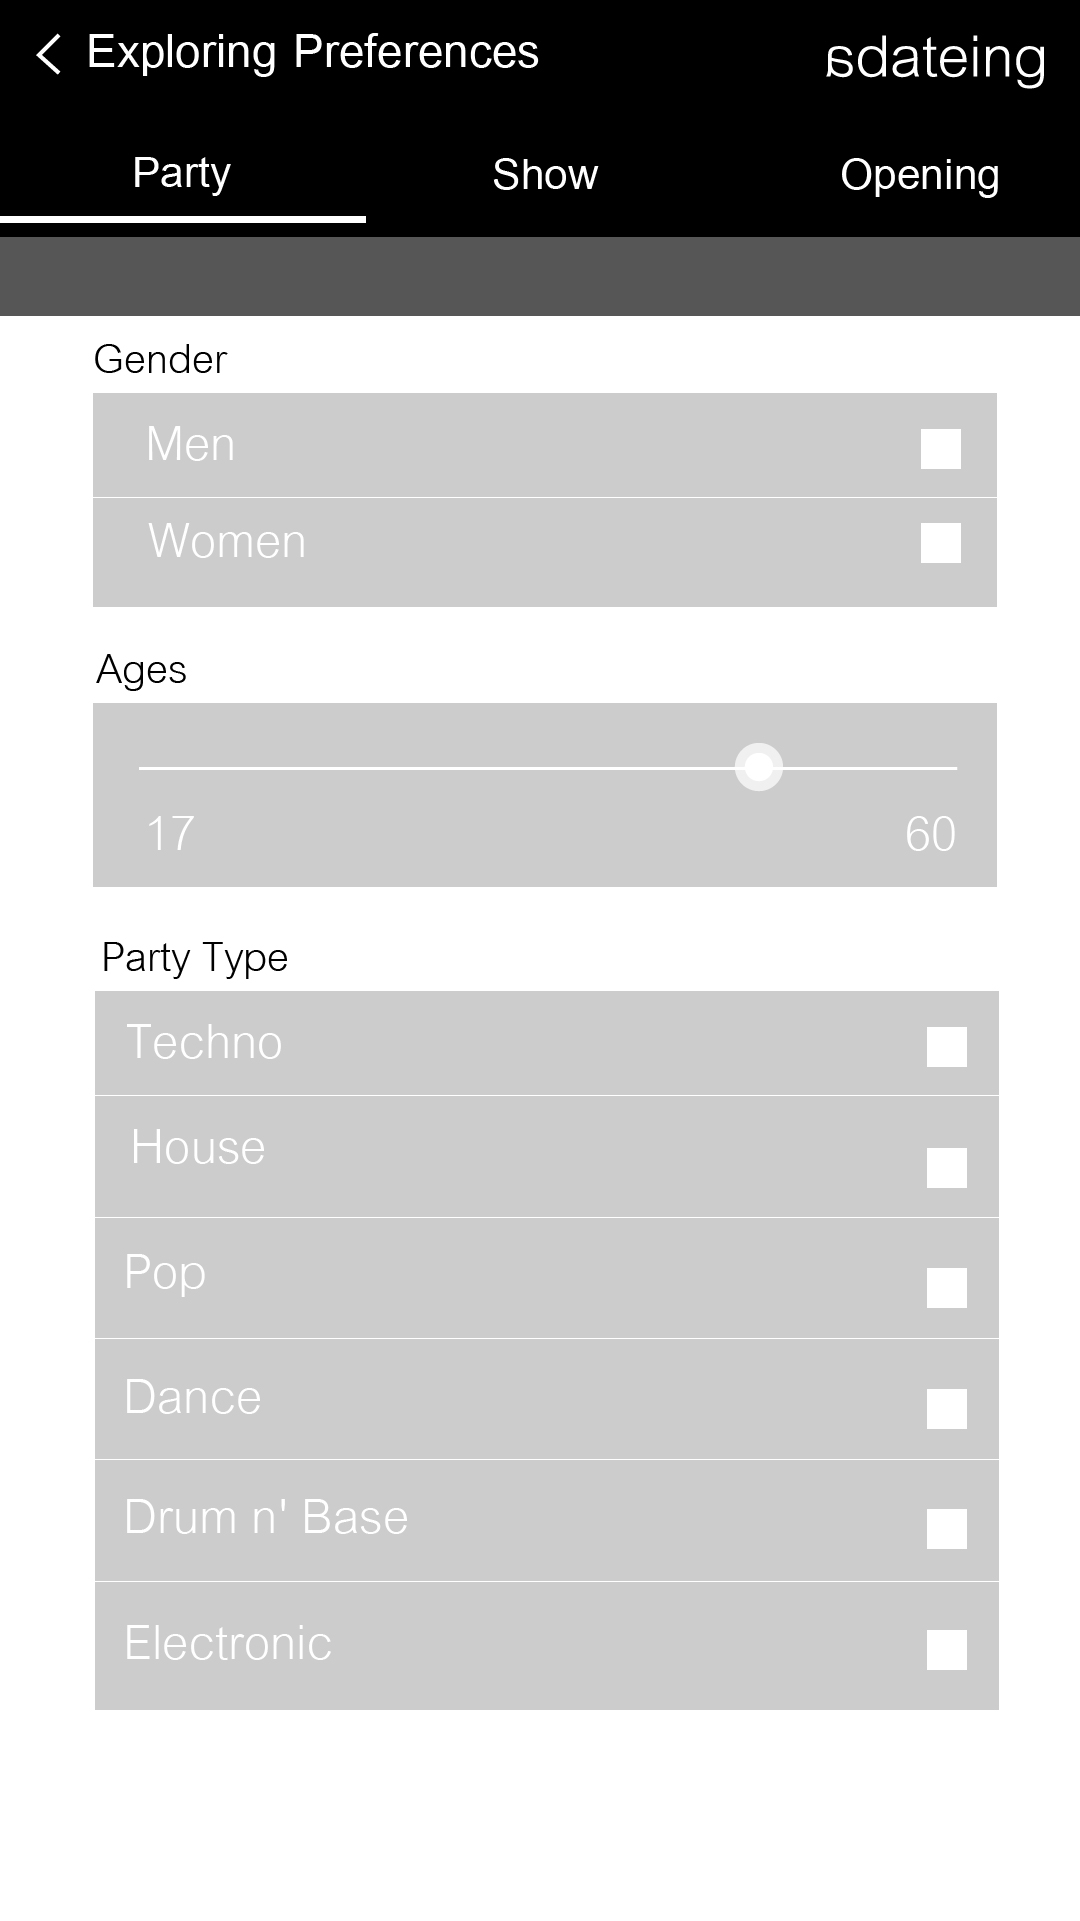 Exploring Preferences
sdateing
Party Show Opening
Gender
Men
Women
Ages
17 60
Party Type
Techno
House
Pop
Dance
Drum n' Base
Electronic